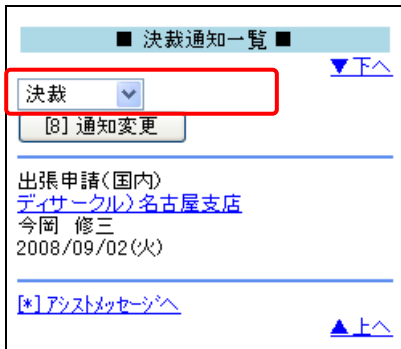 ■ 決裁通知一覧 ■
▼下へ
決裁
[8] 通知変更
出張申請(国内)
ディサークル) 名古屋支店
今岡 修三
2008/09/02(火)
[*] ｱｼｽﾄﾒｯｾｰｼﾞへ
▲上へ